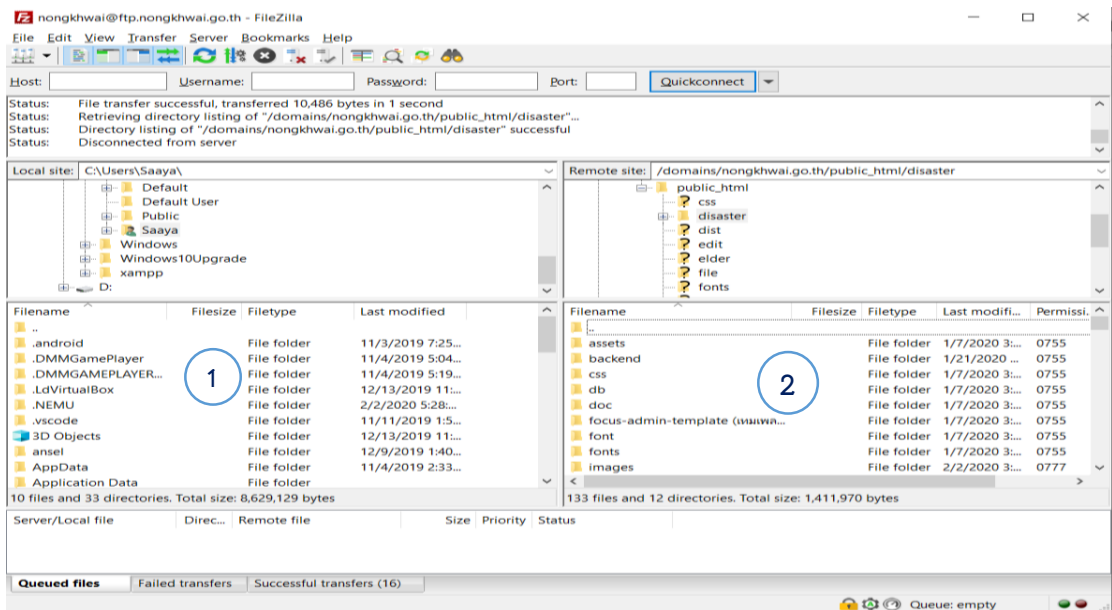 nongkhwai@ftp.nongkhwai.go.th - FileZilla
File Edit View Transfer Server Bookmarks Help
Host: Username: Password: Port: Quickconnect
Status: File transfer successful, transferred 10,486 bytes in 1 second
Status: Retrieving directory listing of "/domains/nongkhwai.go.th/public_html/disaster"...
Status: Directory listing of "/domains/nongkhwai.go.th/public_html/disaster" successful
Status: Disconnected from server
Local site: C:\Users\Saaya\
Default
Default User
Public
Saaya
Windows
Windows10Upgrade
xampp
D:
Filename Filesize Filetype Last modified
..
.android File folder 11/3/2019 7:25...
.DMMGamePlayer File folder 11/4/2019 5:04...
.DMMGAMEPLAYER... File folder 11/4/2019 5:19...
.LdVirtualBox File folder 12/13/2019 11:...
.NEMU File folder 2/2/2020 5:28:...
.vscode File folder 11/11/2019 1:5...
3D Objects File folder 12/13/2019 11:...
ansel File folder 12/9/2019 1:40...
AppData File folder 11/4/2019 2:33...
Application Data File folder
1
10 files and 33 directories. Total size: 8,629,129 bytes
Remote site: /domains/nongkhwai.go.th/public_html/disaster
public_html
? css
disaster
? dist
? edit
? elder
? file
? fonts
Filename Filesize Filetype Last modifi... Permissi.
..
assets File folder 1/7/2020 3:... 0755
backend File folder 1/21/2020 ... 0755
css File folder 1/7/2020 3:... 0755
db File folder 1/7/2020 3:... 0755
doc File folder 1/7/2020 3:... 0755
focus-admin-template (เทมเพล... File folder 1/7/2020 3:... 0755
font File folder 1/7/2020 3:... 0755
fonts File folder 1/7/2020 3:... 0755
images File folder 2/2/2020 3:... 0777
2
133 files and 12 directories. Total size: 1,411,970 bytes
Server/Local file Direc... Remote file Size Priority Status
Queued files Failed transfers Successful transfers (16)
Queue: empty